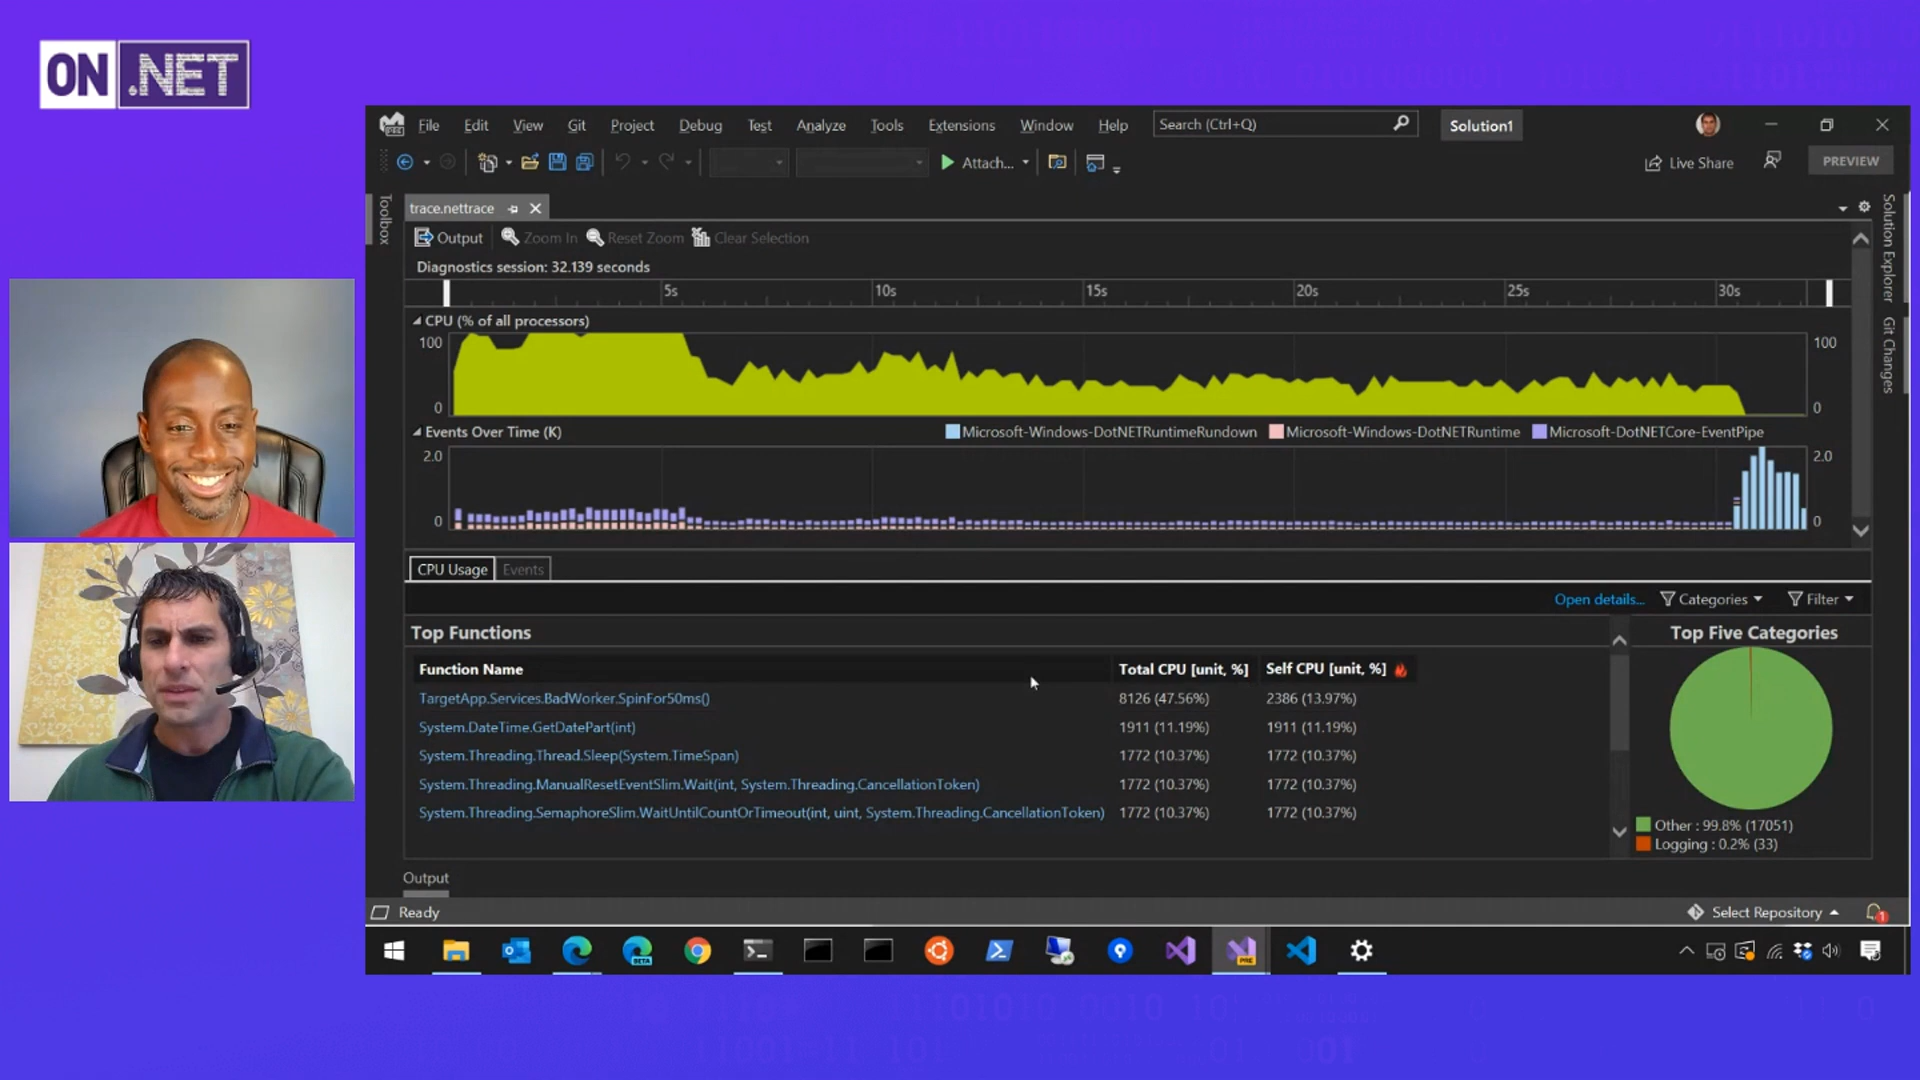 ON .NET
File Edit View Git Project Debug Test Analyze Tools Extensions Window Help Search (Ctrl+Q) Solution1
Attach... Live Share PREVIEW
Toolbox
trace.nettrace
Output Zoom In Reset Zoom Clear Selection
Diagnostics session: 32.139 seconds
5s 10s 15s 20s 25s 30s
CPU (% of all processors)
100 100
0 0
Events Over Time (K) Microsoft-Windows-DotNETRuntimeRundown Microsoft-Windows-DotNETRuntime Microsoft-DotNETCore-EventPipe
2.0 2.0
0 0
Solution Explorer
Git Changes
CPU Usage Events
Open details... Categories Filter
Top Functions
Function Name Total CPU [unit, %] Self CPU [unit, %]
TargetApp.Services.BadWorker.SpinFor50ms() 8126 (47.56%) 2386 (13.97%)
System.DateTime.GetDatePart(int) 1911 (11.19%) 1911 (11.19%)
System.Threading.Thread.Sleep(System.TimeSpan) 1772 (10.37%) 1772 (10.37%)
System.Threading.ManualResetEventSlim.Wait(int, System.Threading.CancellationToken) 1772 (10.37%) 1772 (10.37%)
System.Threading.SemaphoreSlim.WaitUntilCountOrTimeout(int, uint, System.Threading.CancellationToken) 1772 (10.37%) 1772 (10.37%)
Top Five Categories
Other : 99.8% (17051)
Logging : 0.2% (33)
Output
Ready Select Repository 1
BETA
PRE